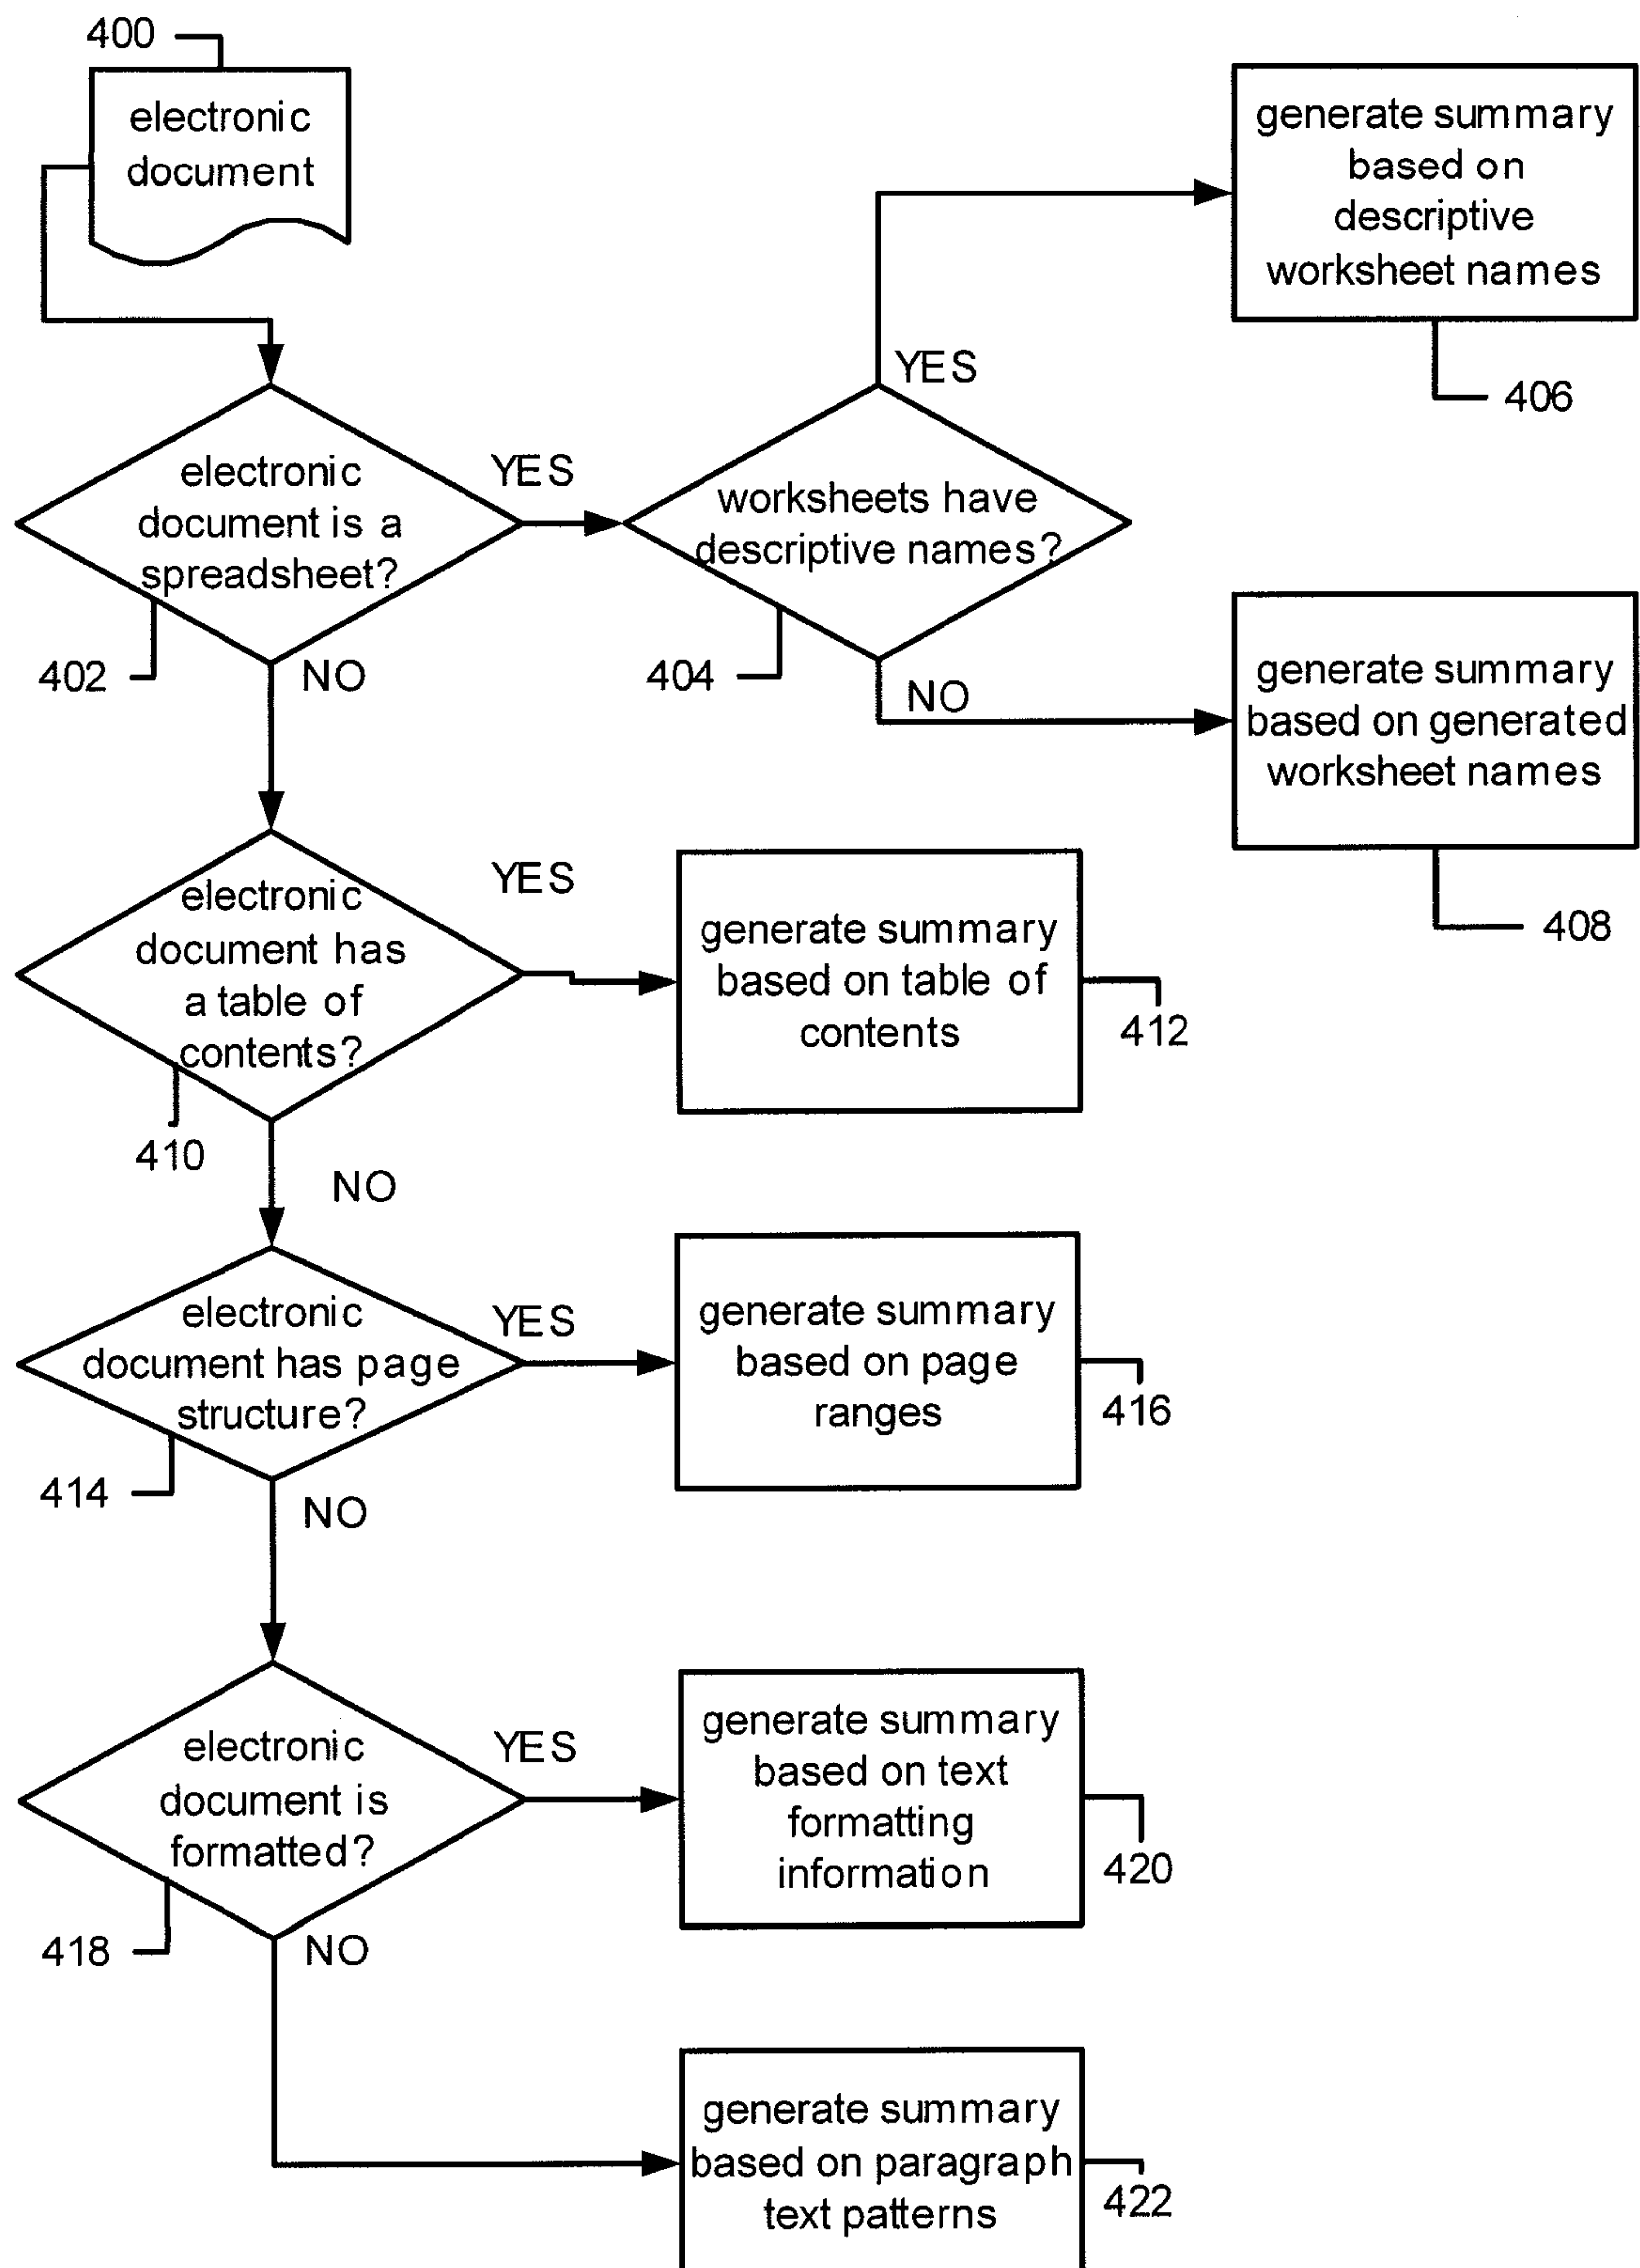 400
electronic
document
generate summary
based on
descriptive
worksheet names
406
electronic
document is a
spreadsheet?
402
YES
NO
worksheets have
descriptive names?
404
YES
NO
generate summary
based on generated
worksheet names
408
electronic
document has
a table of
contents?
410
YES
NO
generate summary
based on table of
contents
412
electronic
document has page
structure?
414
YES
NO
generate summary
based on page
ranges
416
electronic
document is
formatted?
418
YES
NO
generate summary
based on text
formatting
information
420
generate summary
based on paragraph
text patterns
422